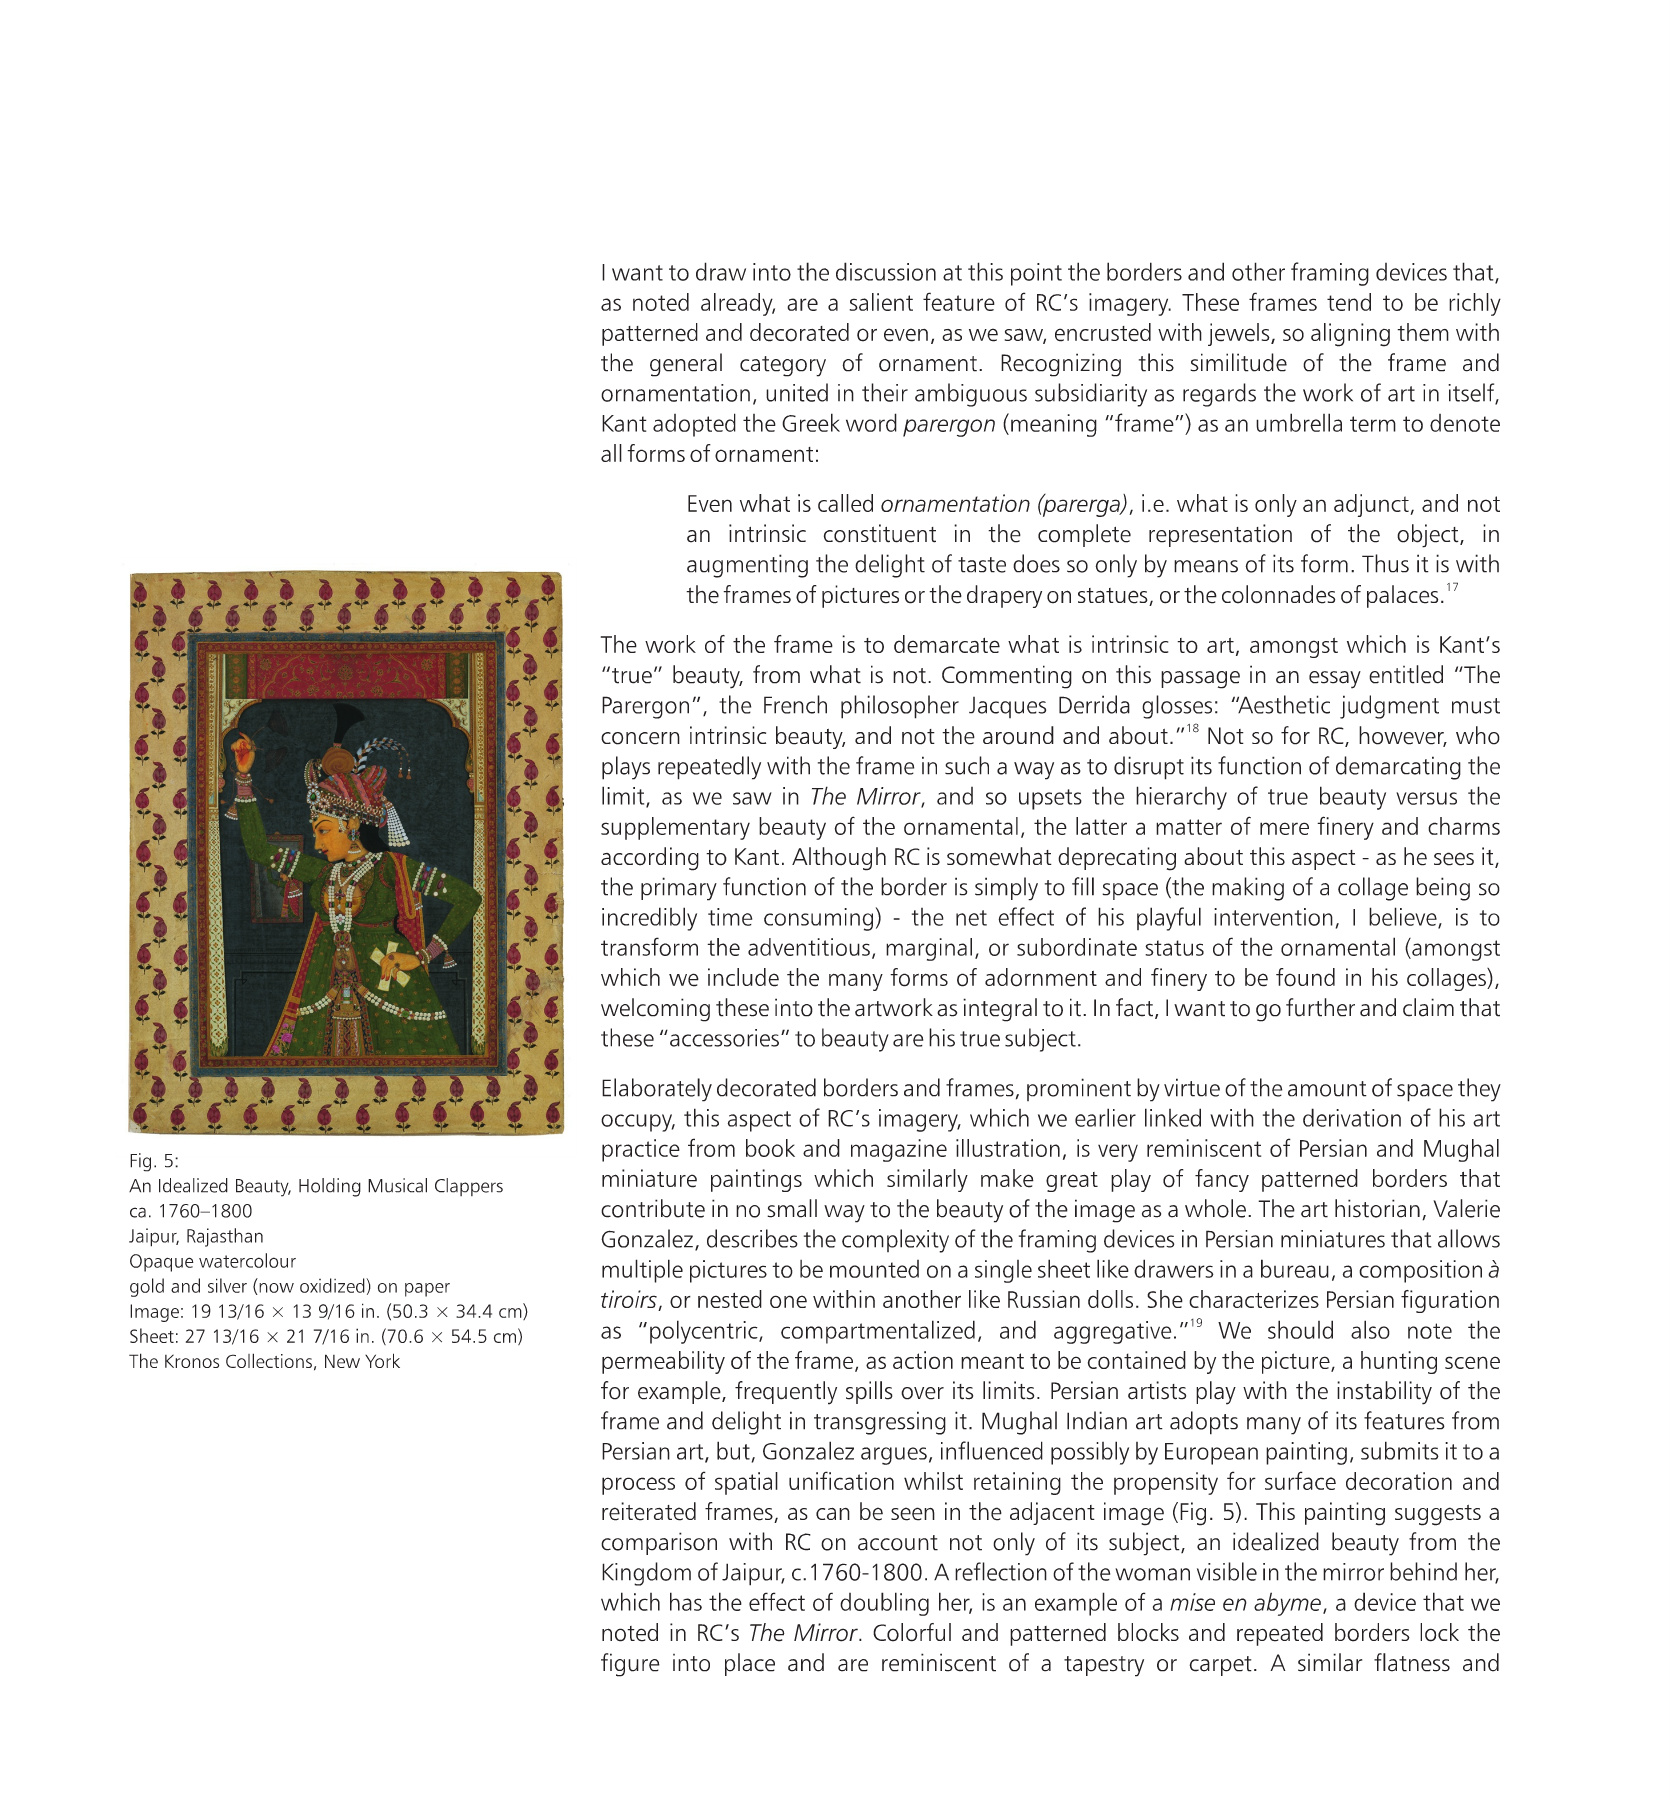 I want to draw into the discussion at this point the borders and other framing devices that,
as noted already, are a salient feature of RC’s imagery. These frames tend to be richly
patterned and decorated or even, as we saw, encrusted with jewels, so aligning them with
the general category of ornament. Recognizing this similitude of the frame and
ornamentation, united in their ambiguous subsidiarity as regards the work of art in itself,
Kant adopted the Greek word parergon (meaning “frame”) as an umbrella term to denote
all forms of ornament:
Even what is called ornamentation (parerga), i.e. what is only an adjunct, and not
an intrinsic constituent in the complete representation of the object, in
augmenting the delight of taste does so only by means of its form. Thus it is with
the frames of pictures or the drapery on statues, or the colonnades of palaces.17
The work of the frame is to demarcate what is intrinsic to art, amongst which is Kant’s
“true” beauty, from what is not. Commenting on this passage in an essay entitled “The
Parergon”, the French philosopher Jacques Derrida glosses: “Aesthetic judgment must
concern intrinsic beauty, and not the around and about.”18 Not so for RC, however, who
plays repeatedly with the frame in such a way as to disrupt its function of demarcating the
limit, as we saw in The Mirror, and so upsets the hierarchy of true beauty versus the
supplementary beauty of the ornamental, the latter a matter of mere finery and charms
according to Kant. Although RC is somewhat deprecating about this aspect - as he sees it,
the primary function of the border is simply to fill space (the making of a collage being so
incredibly time consuming) - the net effect of his playful intervention, I believe, is to
transform the adventitious, marginal, or subordinate status of the ornamental (amongst
which we include the many forms of adornment and finery to be found in his collages),
welcoming these into the artwork as integral to it. In fact, I want to go further and claim that
these “accessories” to beauty are his true subject.
Elaborately decorated borders and frames, prominent by virtue of the amount of space they
occupy, this aspect of RC’s imagery, which we earlier linked with the derivation of his art
practice from book and magazine illustration, is very reminiscent of Persian and Mughal
miniature paintings which similarly make great play of fancy patterned borders that
contribute in no small way to the beauty of the image as a whole. The art historian, Valerie
Gonzalez, describes the complexity of the framing devices in Persian miniatures that allows
multiple pictures to be mounted on a single sheet like drawers in a bureau, a composition à
tiroirs, or nested one within another like Russian dolls. She characterizes Persian figuration
as “polycentric, compartmentalized, and aggregative.”19 We should also note the
permeability of the frame, as action meant to be contained by the picture, a hunting scene
for example, frequently spills over its limits. Persian artists play with the instability of the
frame and delight in transgressing it. Mughal Indian art adopts many of its features from
Persian art, but, Gonzalez argues, influenced possibly by European painting, submits it to a
process of spatial unification whilst retaining the propensity for surface decoration and
reiterated frames, as can be seen in the adjacent image (Fig. 5). This painting suggests a
comparison with RC on account not only of its subject, an idealized beauty from the
Kingdom of Jaipur, c.1760-1800. A reflection of the woman visible in the mirror behind her,
which has the effect of doubling her, is an example of a mise en abyme, a device that we
noted in RC’s The Mirror. Colorful and patterned blocks and repeated borders lock the
figure into place and are reminiscent of a tapestry or carpet. A similar flatness and
Fig. 5:
An Idealized Beauty, Holding Musical Clappers
ca. 1760–1800
Jaipur, Rajasthan
Opaque watercolour
gold and silver (now oxidized) on paper
Image: 19 13/16 × 13 9/16 in. (50.3 × 34.4 cm)
Sheet: 27 13/16 × 21 7/16 in. (70.6 × 54.5 cm)
The Kronos Collections, New York